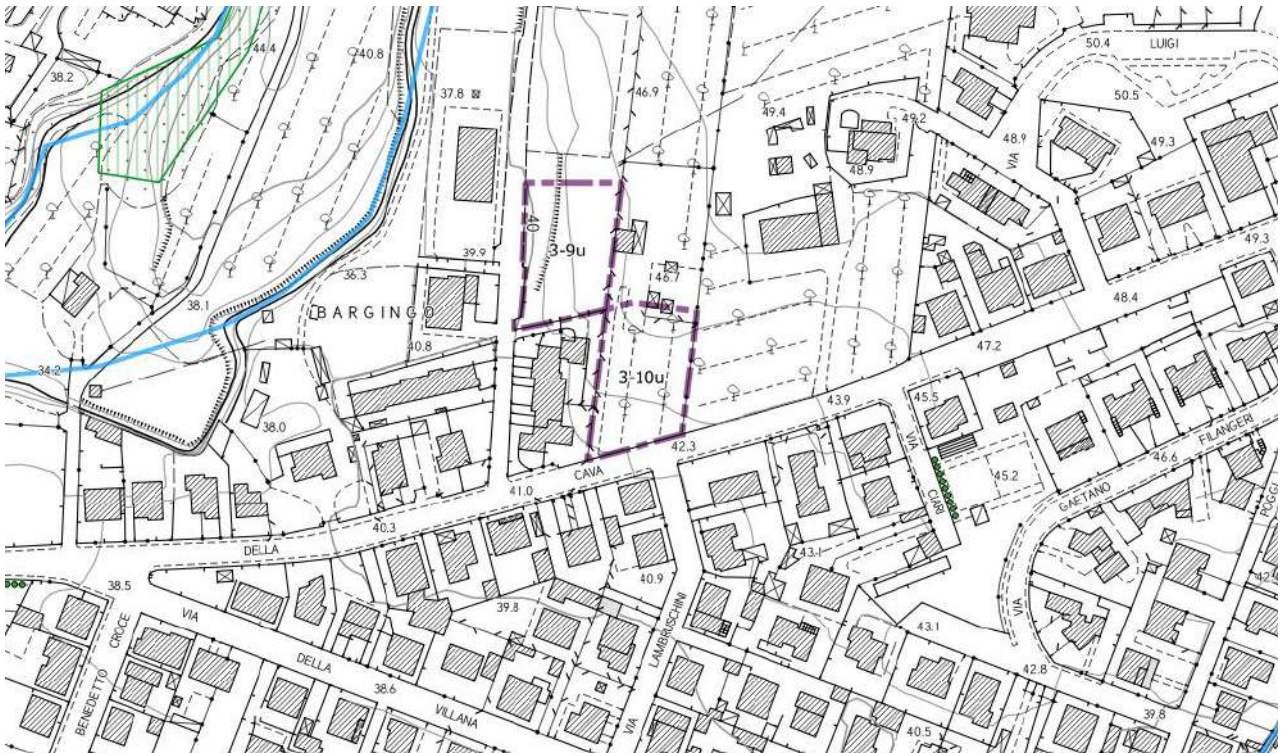 50.4
LUIGI
44.4
40.8
38.2
37.8
46.9
50.5
49.4
49.2
48.9
VIA
49.3
48.9
40
3-9u
39.9
46.7
49.3
36.3
38.1
BARGINGO
48.4
40.8
47.2
34.2
3-10u
43.9
45.5
38.0
42.3
VIA
CIARI
FILANGERI
46.6
CAVA
41.0
45.2
GAETANO
POGGI
40.3
DELLA
43.1
38.5
40.9
39.8
VIA
CROCE
BENEDETTO
VIA
LAMBRUSCHINI
43.1
DELLA
42.8
38.6
VILLANA
VIA
39.8
40.5